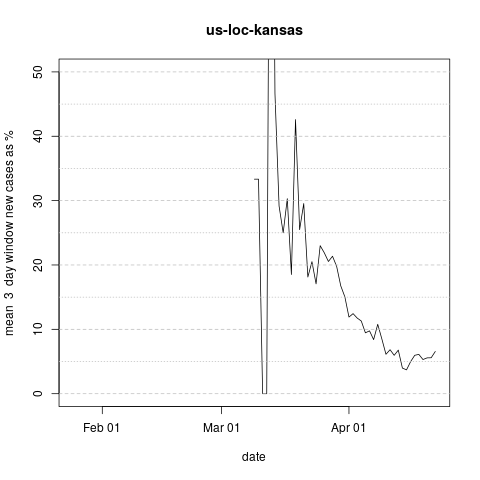 us-loc-kansas
mean  3  day window new cases as %
50
40
30
20
10
0
Feb 01
Mar 01
Apr 01
date